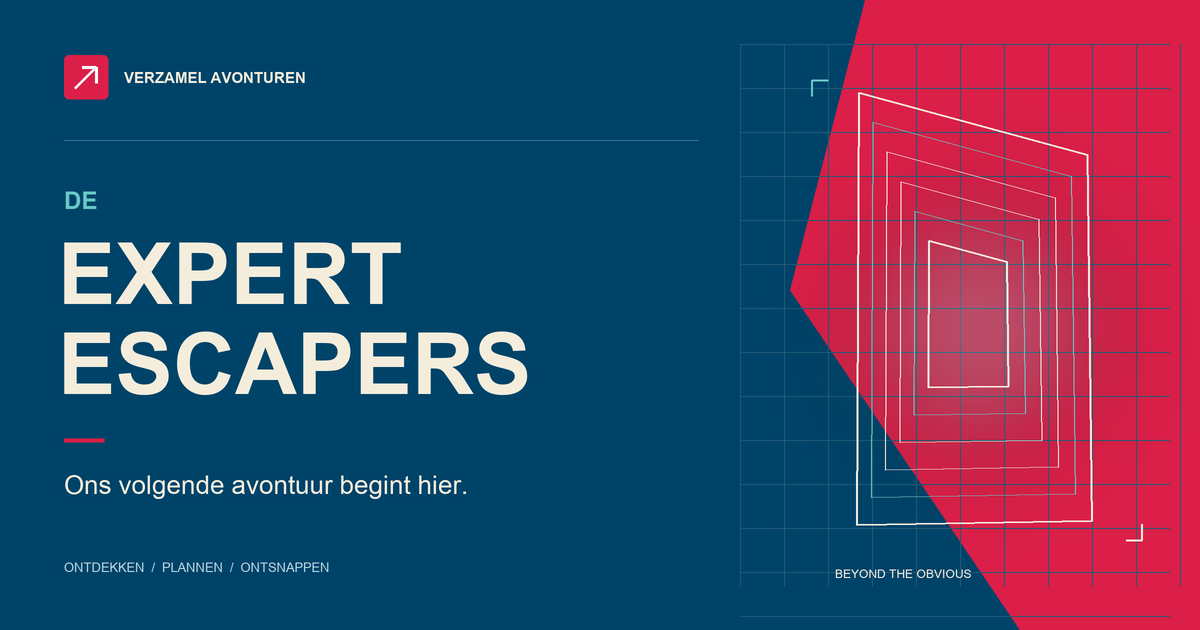 VERZAMEL AVONTUREN
DE
EXPERT
ESCAPERS
Ons volgende avontuur begint hier.
ONTDEKKEN / PLANNEN / ONTSNAPPEN
BEYOND THE OBVIOUS